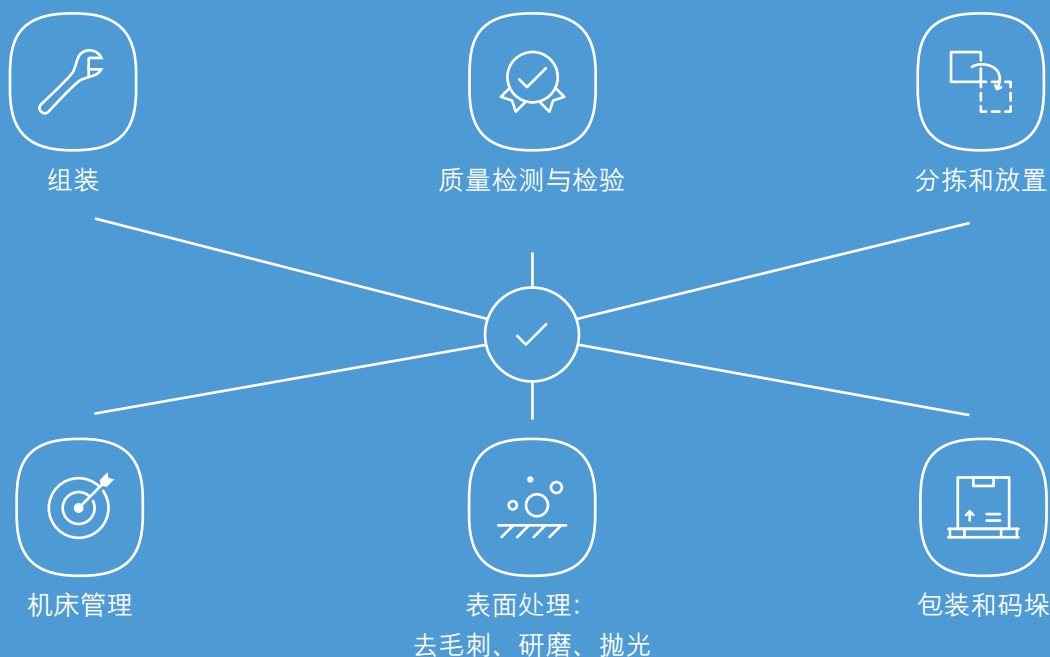 组装
质量检测与检验
分拣和放置
机床管理
表面处理：
去毛刺、研磨、抛光
包装和码垛